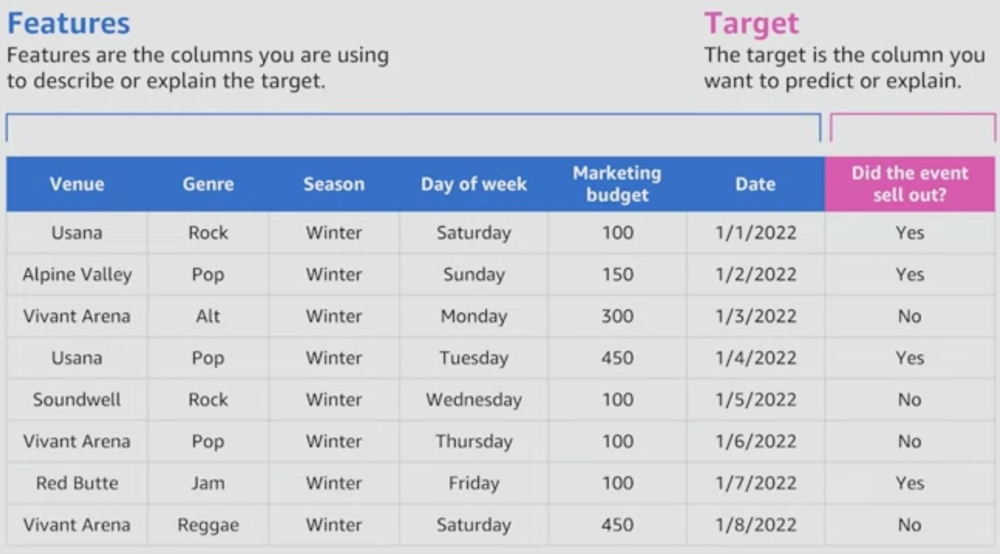 Features
Features are the columns you are using
to describe or explain the target.
Target
The target is the column you
want to predict or explain.
Venue Genre Season Day of week Marketing budget Date Did the event sell out?
Usana Rock Winter Saturday 100 1/1/2022 Yes
Alpine Valley Pop Winter Sunday 150 1/2/2022 Yes
Vivant Arena Alt Winter Monday 300 1/3/2022 No
Usana Pop Winter Tuesday 450 1/4/2022 Yes
Soundwell Rock Winter Wednesday 100 1/5/2022 No
Vivant Arena Pop Winter Thursday 100 1/6/2022 No
Red Butte Jam Winter Friday 100 1/7/2022 Yes
Vivant Arena Reggae Winter Saturday 450 1/8/2022 No